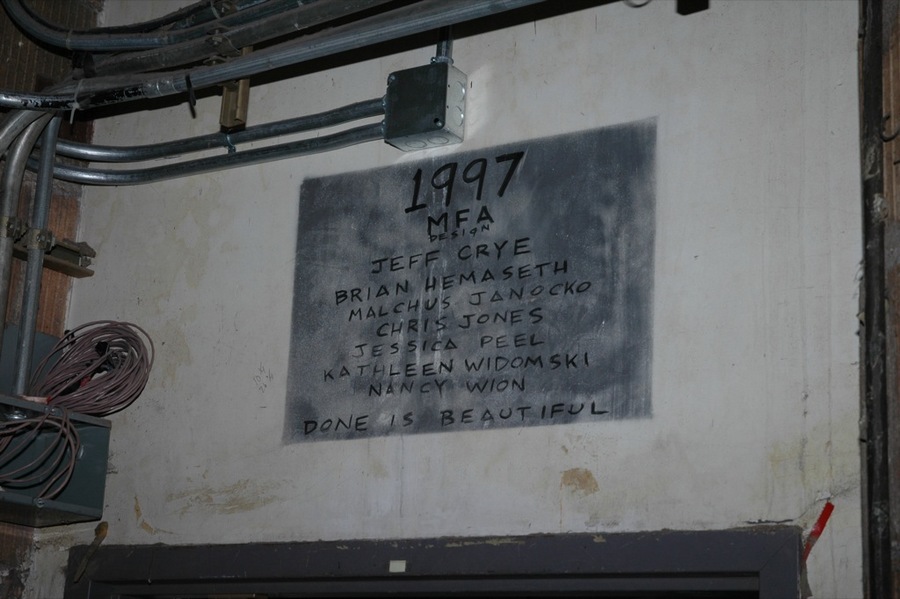 1997
MFA
DESIGN
JEFF CRYE
BRIAN HEMASETH
MALCHUS JANOCKO
CHRIS JONES
JESSICA PEEL
KATHLEEN WIDOMSKI
NANCY WION
DONE IS BEAUTIFUL